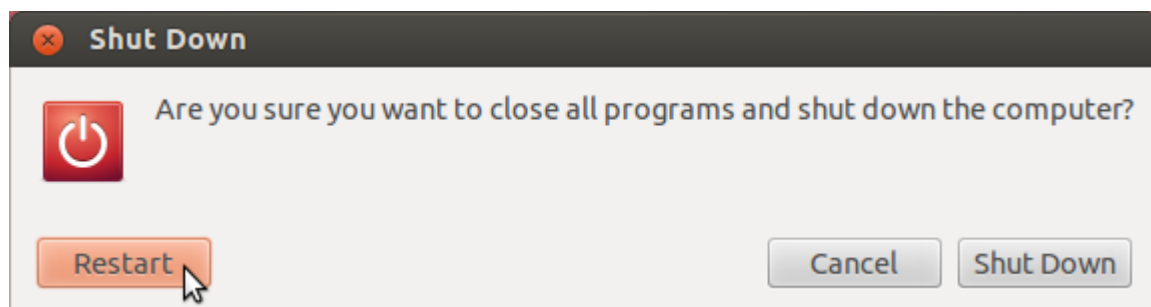 Shut Down
Are you sure you want to close all programs and shut down the computer?
Restart Cancel Shut Down